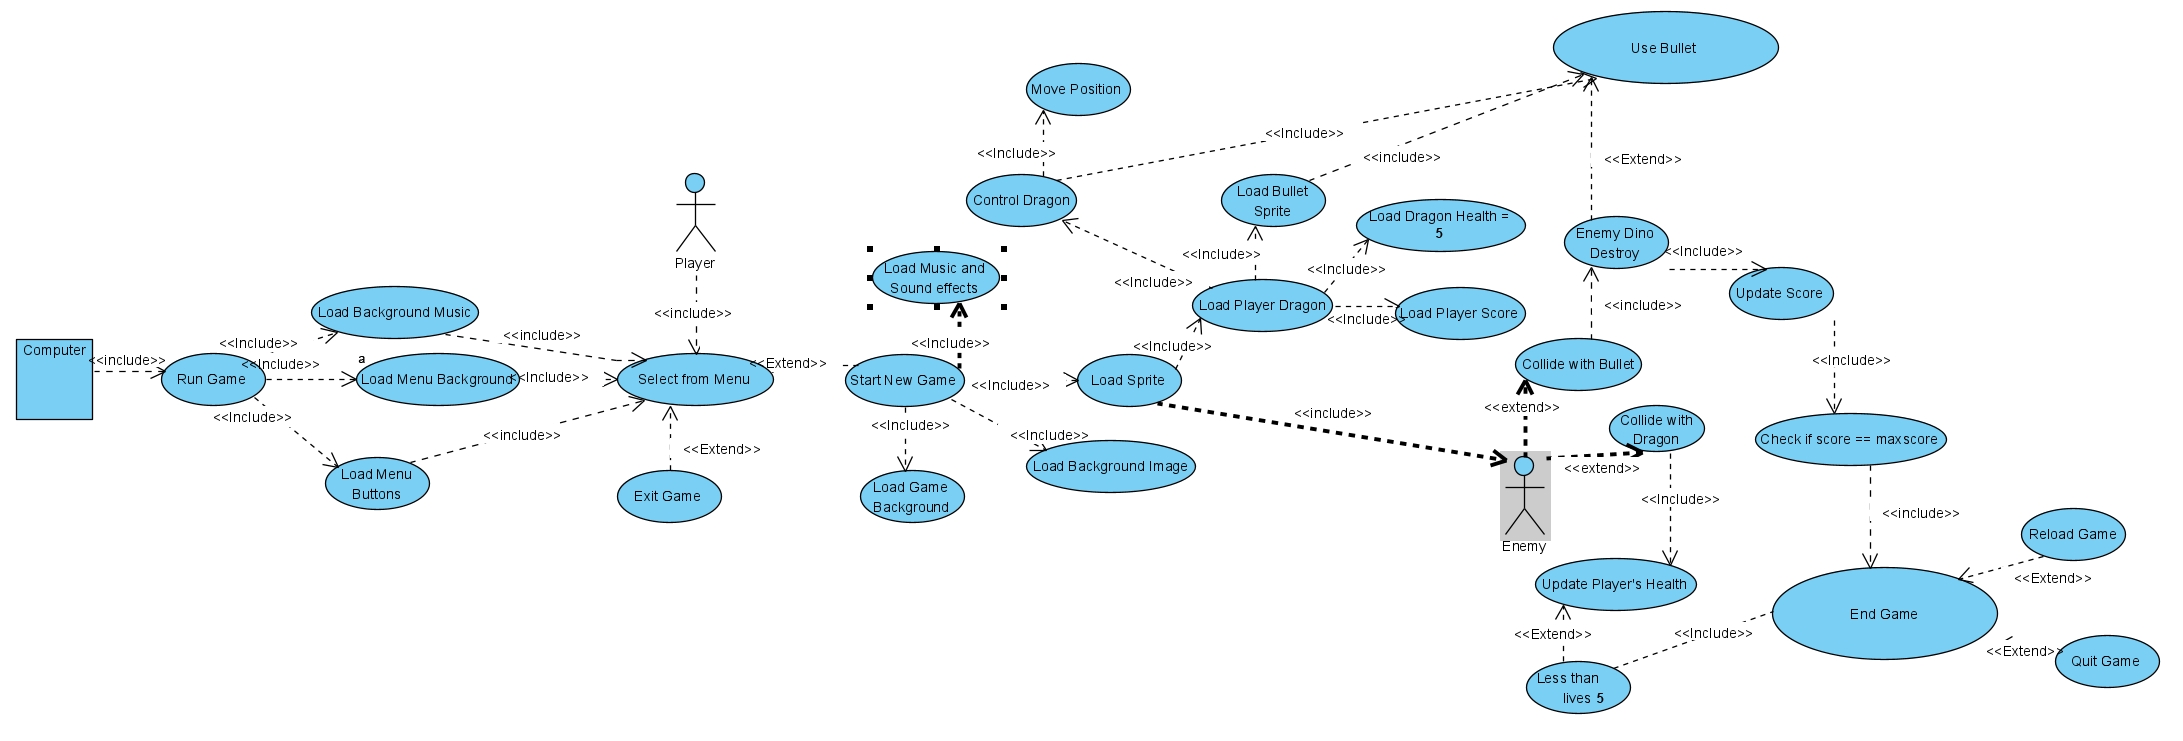 Use Bullet
Move Position
<<Include>>
<<Include>>
<<include>>
<<Extend>>
Control Dragon
Load Bullet
Sprite
Load Dragon Health =
5
Enemy Dino
Destroy
<<Include>>
Player
Load Music and
Sound effects
<<Include>>
<<Include>>
<<Include>>
Update Score
Load Background Music
<<include>>
<<include>>
Load Player Dragon
Load Player Score
<<Include>>
<<include>>
Computer
<<include>>
<<Include>>
<<Include>>
a
Run Game
Load Menu Background
<<Include>>
Select from Menu
<<Extend>>
<<Include>>
Start New Game
<<Include>>
<<Include>>
Load Sprite
Collide with Bullet
<<Include>>
<<Include>>
<<include>>
<<Extend>>
<<Include>>
<<Include>>
<<include>>
<<extend>>
Collide with
Dragon
<<extend>>
Check if score == maxscore
Load Menu
Buttons
Exit Game
Load Game
Background
Load Background Image
Enemy
<<Include>>
<<include>>
Reload Game
<<Extend>>
Update Player's Health
End Game
<<Extend>>
<<Include>>
<<Extend>>
Quit Game
Less than
lives 5